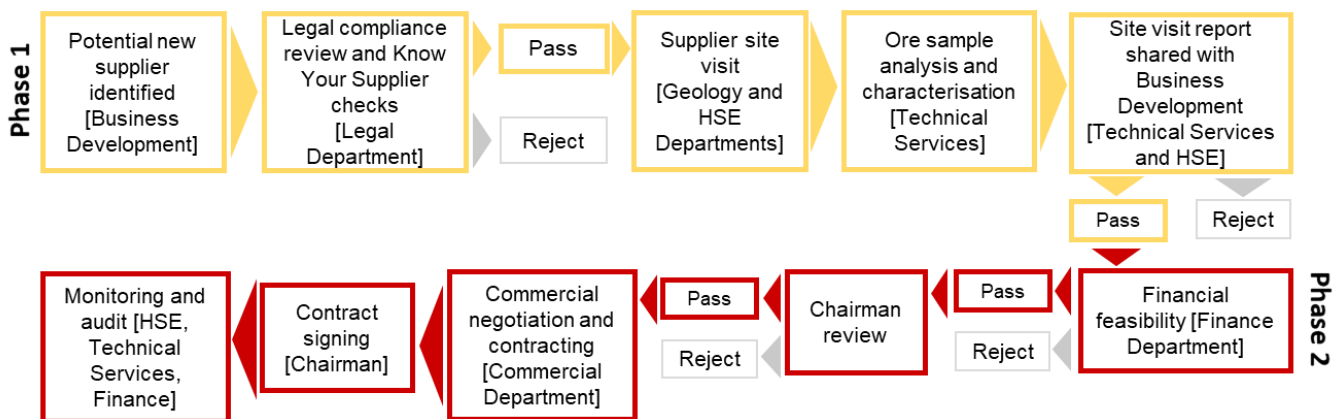 Phase 1
Potential new
supplier
identified
[Business
Development]
Legal compliance
review and Know
Your Supplier
checks
[Legal
Department]
Pass
Reject
Supplier site
visit
[Geology and
HSE
Departments]
Ore sample
analysis and
characterisation
[Technical
Services]
Site visit report
shared with
Business
Development
[Technical Services
and HSE]
Pass
Reject
Phase 2
Financial
feasibility [Finance
Department]
Pass
Reject
Chairman
review
Pass
Reject
Commercial
negotiation and
contracting
[Commercial
Department]
Contract
signing
[Chairman]
Monitoring and
audit [HSE,
Technical
Services,
Finance]